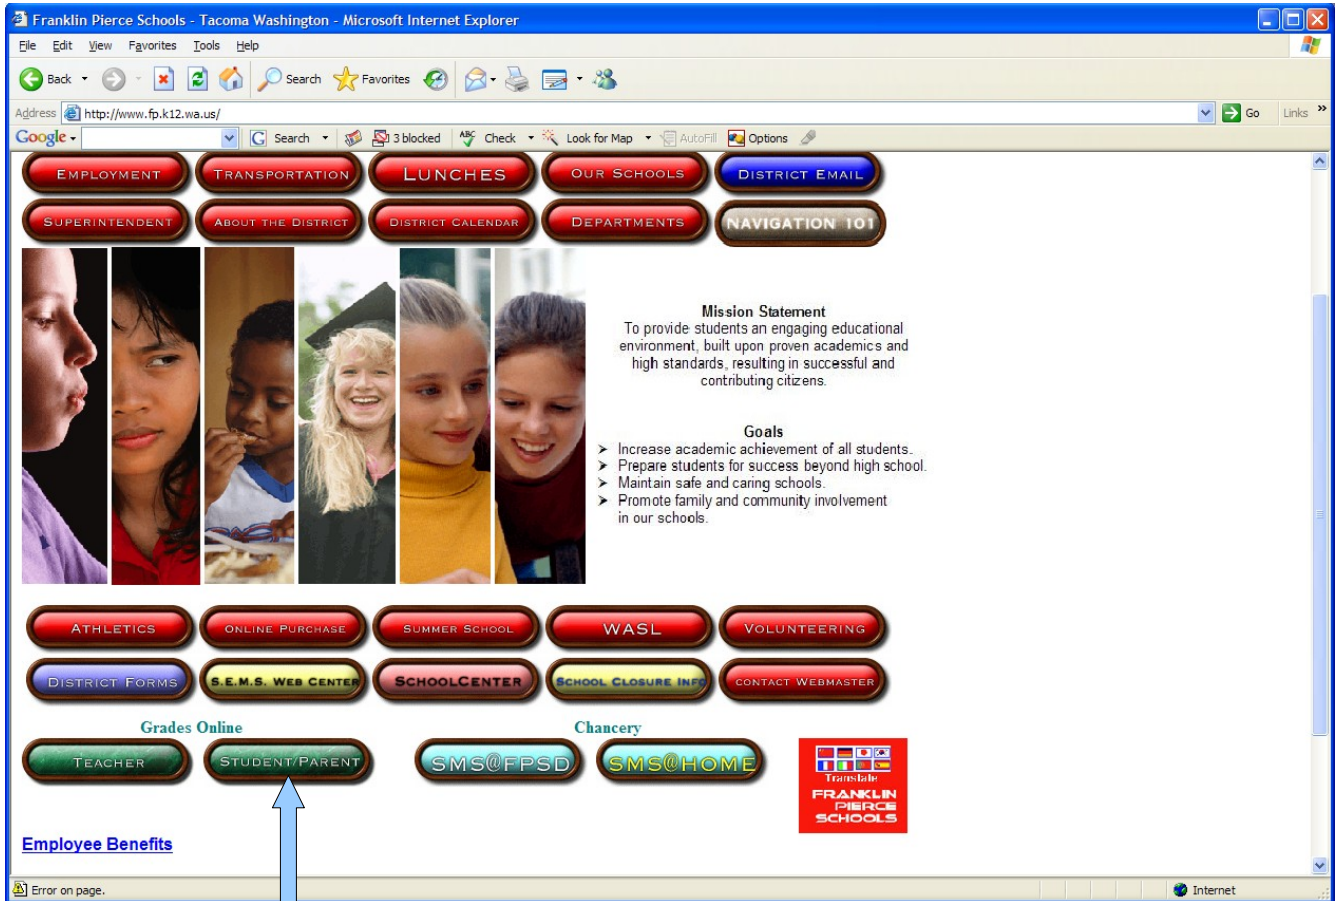 Franklin Pierce Schools - Tacoma Washington - Microsoft Internet Explorer
File Edit View Favorites Tools Help
Back Search Favorites
Address http://www.fp.k12.wa.us/ Go Links »
Google Search 3 blocked ABC Check Look for Map AutoFill Options
EMPLOYMENT TRANSPORTATION LUNCHES OUR SCHOOLS DISTRICT EMAIL
SUPERINTENDENT ABOUT THE DISTRICT DISTRICT CALENDAR DEPARTMENTS NAVIGATION 101
Mission Statement
To provide students an engaging educational
environment, built upon proven academics and
high standards, resulting in successful and
contributing citizens.
Goals
➢ Increase academic achievement of all students.
➢ Prepare students for success beyond high school.
➢ Maintain safe and caring schools.
➢ Promote family and community involvement
in our schools.
ATHLETICS ONLINE PURCHASE SUMMER SCHOOL WASL VOLUNTEERING
DISTRICT FORMS S.E.M.S. WEB CENTER SCHOOLCENTER SCHOOL CLOSURE INFO CONTACT WEBMASTER
Grades Online Chancery
TEACHER STUDENT/PARENT SMS@FPSD SMS@HOME
Translate
FRANKLIN
PIERCE
SCHOOLS
Employee Benefits
Error on page. Internet